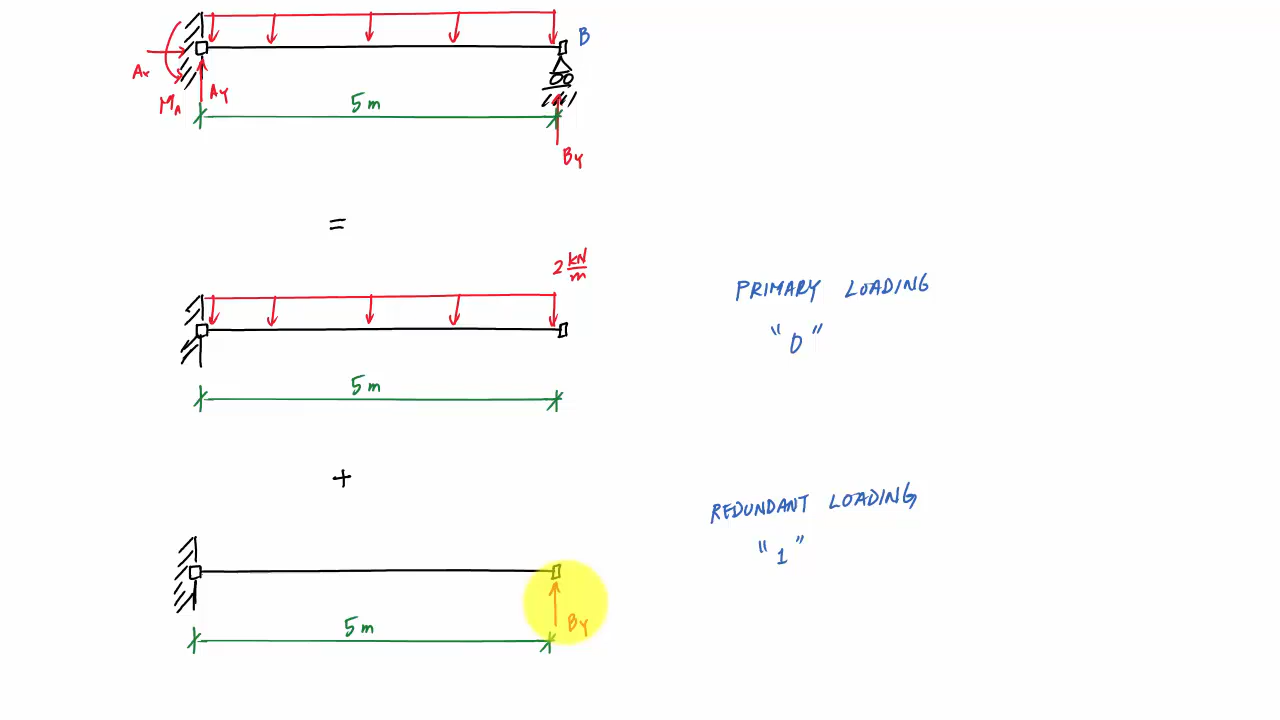 B
Ax
MA
Ay
5 m
By
=
2 kN/m
PRIMARY LOADING
"0"
5 m
+
REDUNDANT LOADING
"1"
By
5 m